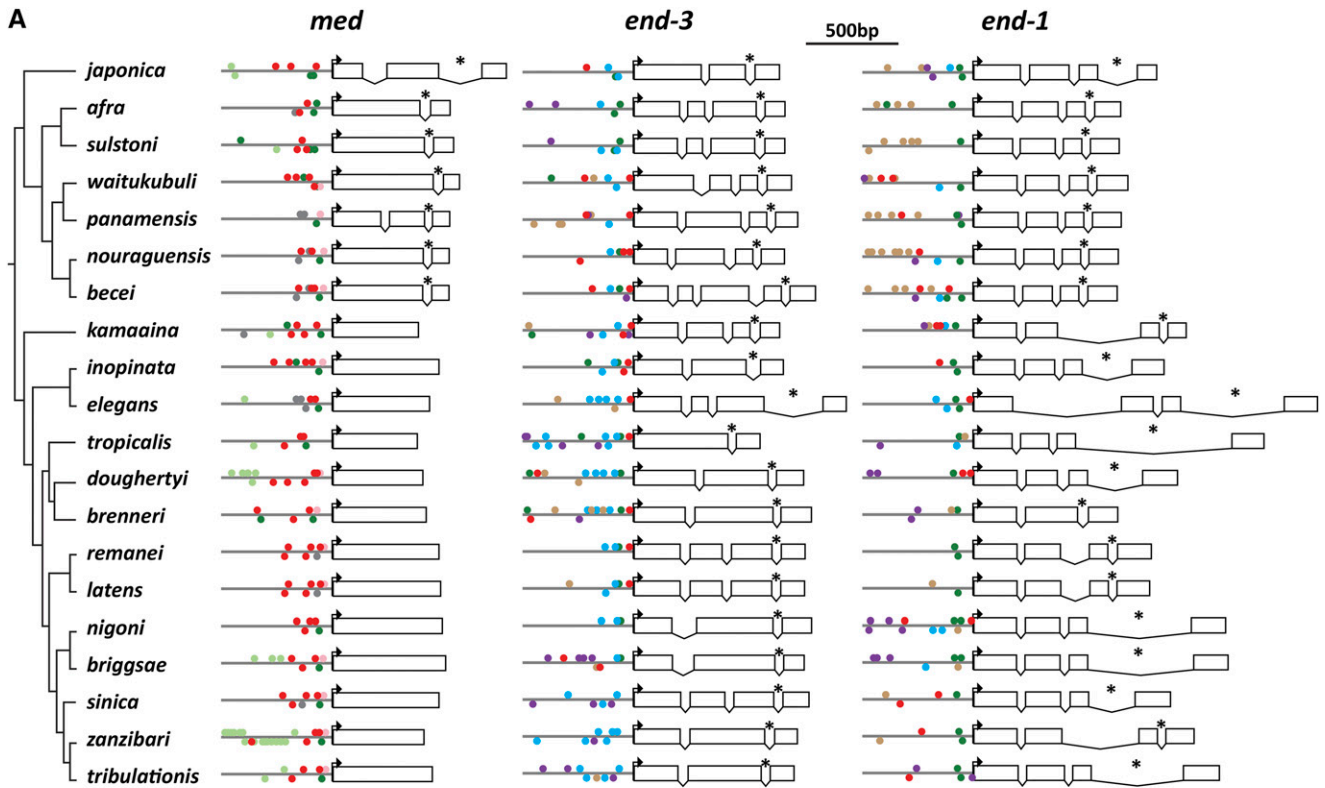 A
med end-3 500bp end-1
japonica * * *
afra * * *
sulstoni * * *
waitukubuli * * *
panamensis * * *
nouraguensis * * *
becei * * *
kamaaina * *
inopinata * *
elegans * *
tropicalis * *
doughertyi * *
brenneri * *
remanei * *
latens * *
nigoni * *
briggsae * *
sinica * *
zanzibari * *
tribulationis * *